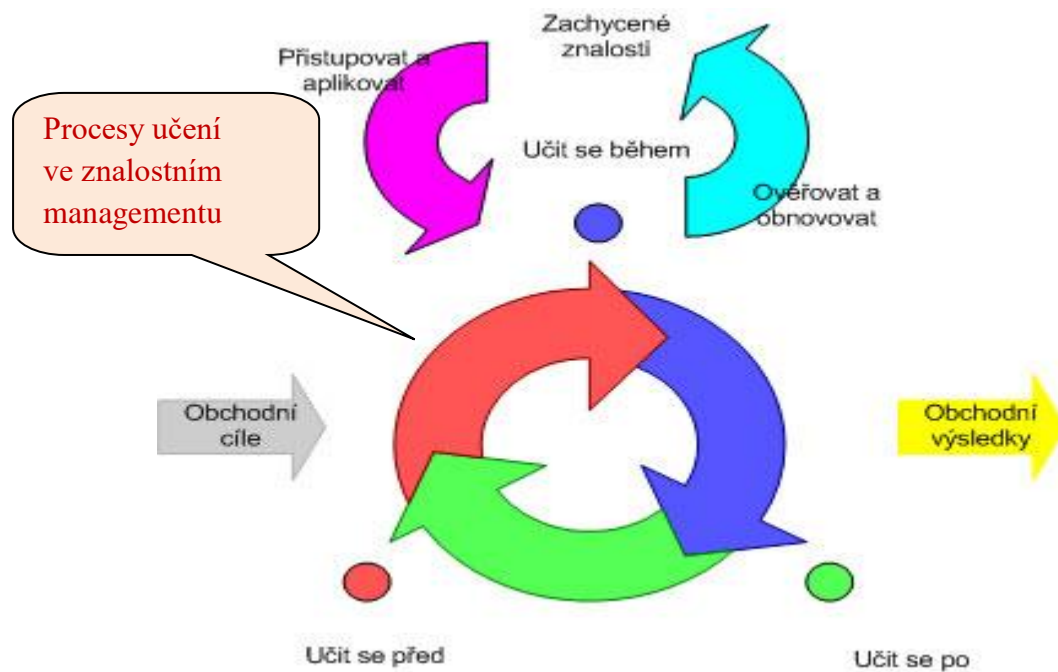 Zachycené
znalosti
Přistupovat a
aplikovat
Procesy učení
ve znalostním
managementu
Učit se během
Ověřovat a
obnovovat
Obchodní
cíle
Obchodní
výsledky
Učit se před
Učit se po